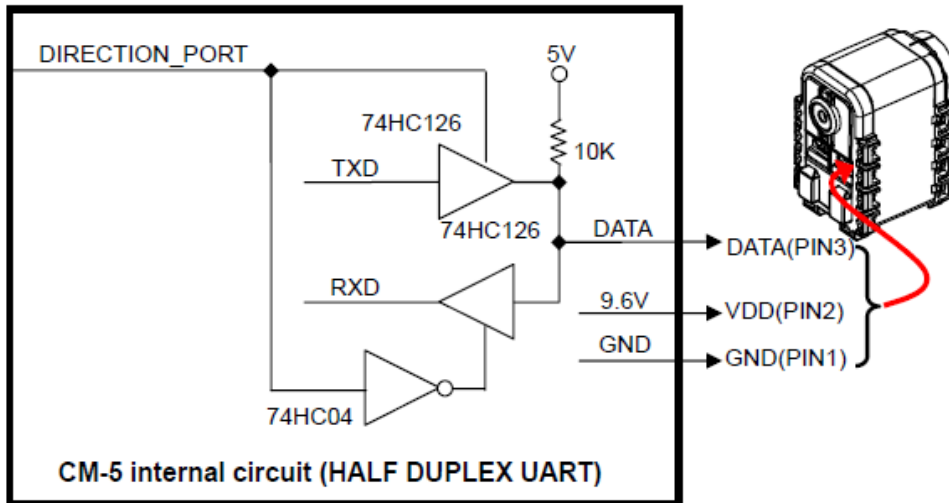 DIRECTION_PORT
5V
74HC126
10K
TXD
74HC126
DATA
DATA(PIN3)
RXD
9.6V
VDD(PIN2)
GND
GND(PIN1)
74HC04
CM-5 internal circuit (HALF DUPLEX UART)